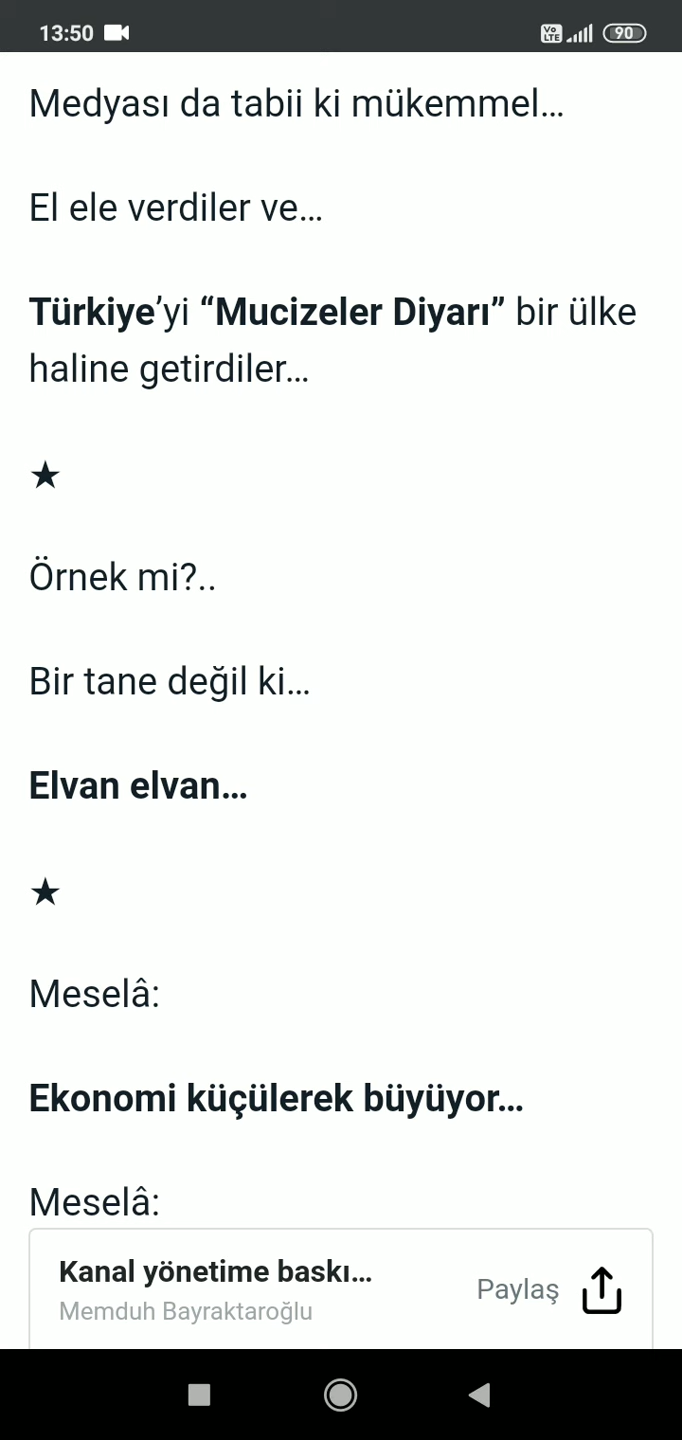 13:50
Vo LTE
90
Medyası da tabii ki mükemmel...
El ele verdiler ve...
Türkiye’yi “Mucizeler Diyarı” bir ülke
haline getirdiler...
★
Örnek mi?..
Bir tane değil ki...
Elvan elvan...
★
Meselâ:
Ekonomi küçülerek büyüyor...
Meselâ:
Kanal yönetime baskı...
Memduh Bayraktaroğlu
Paylaş